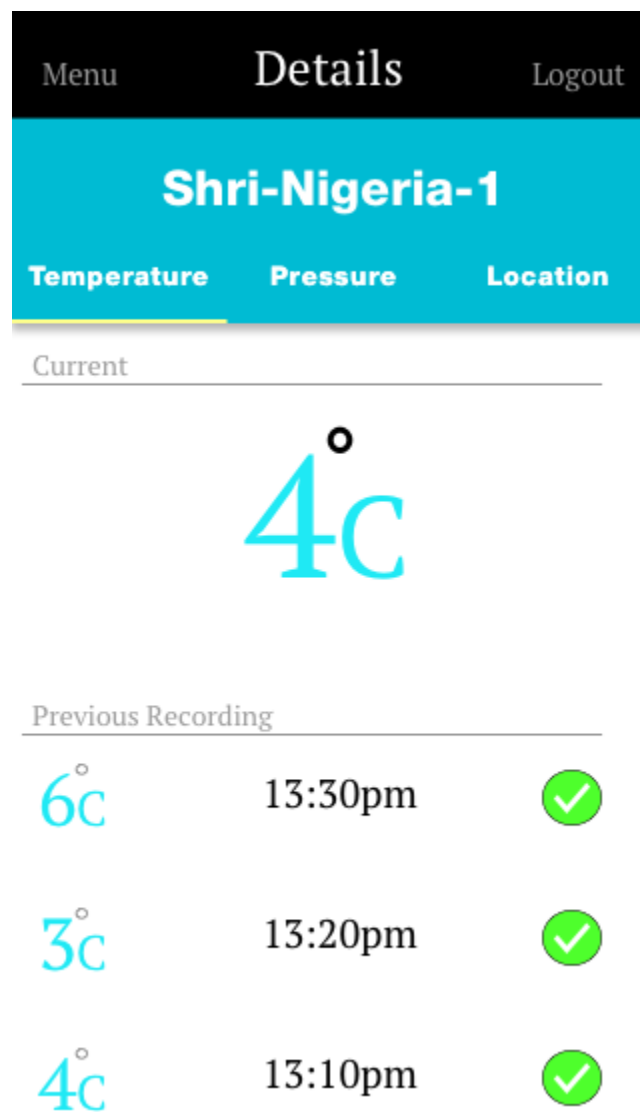 Menu Details Logout
Shri-Nigeria-1
Temperature Pressure Location
Current
4°C
Previous Recording
6°C 13:30pm
3°C 13:20pm
4°C 13:10pm